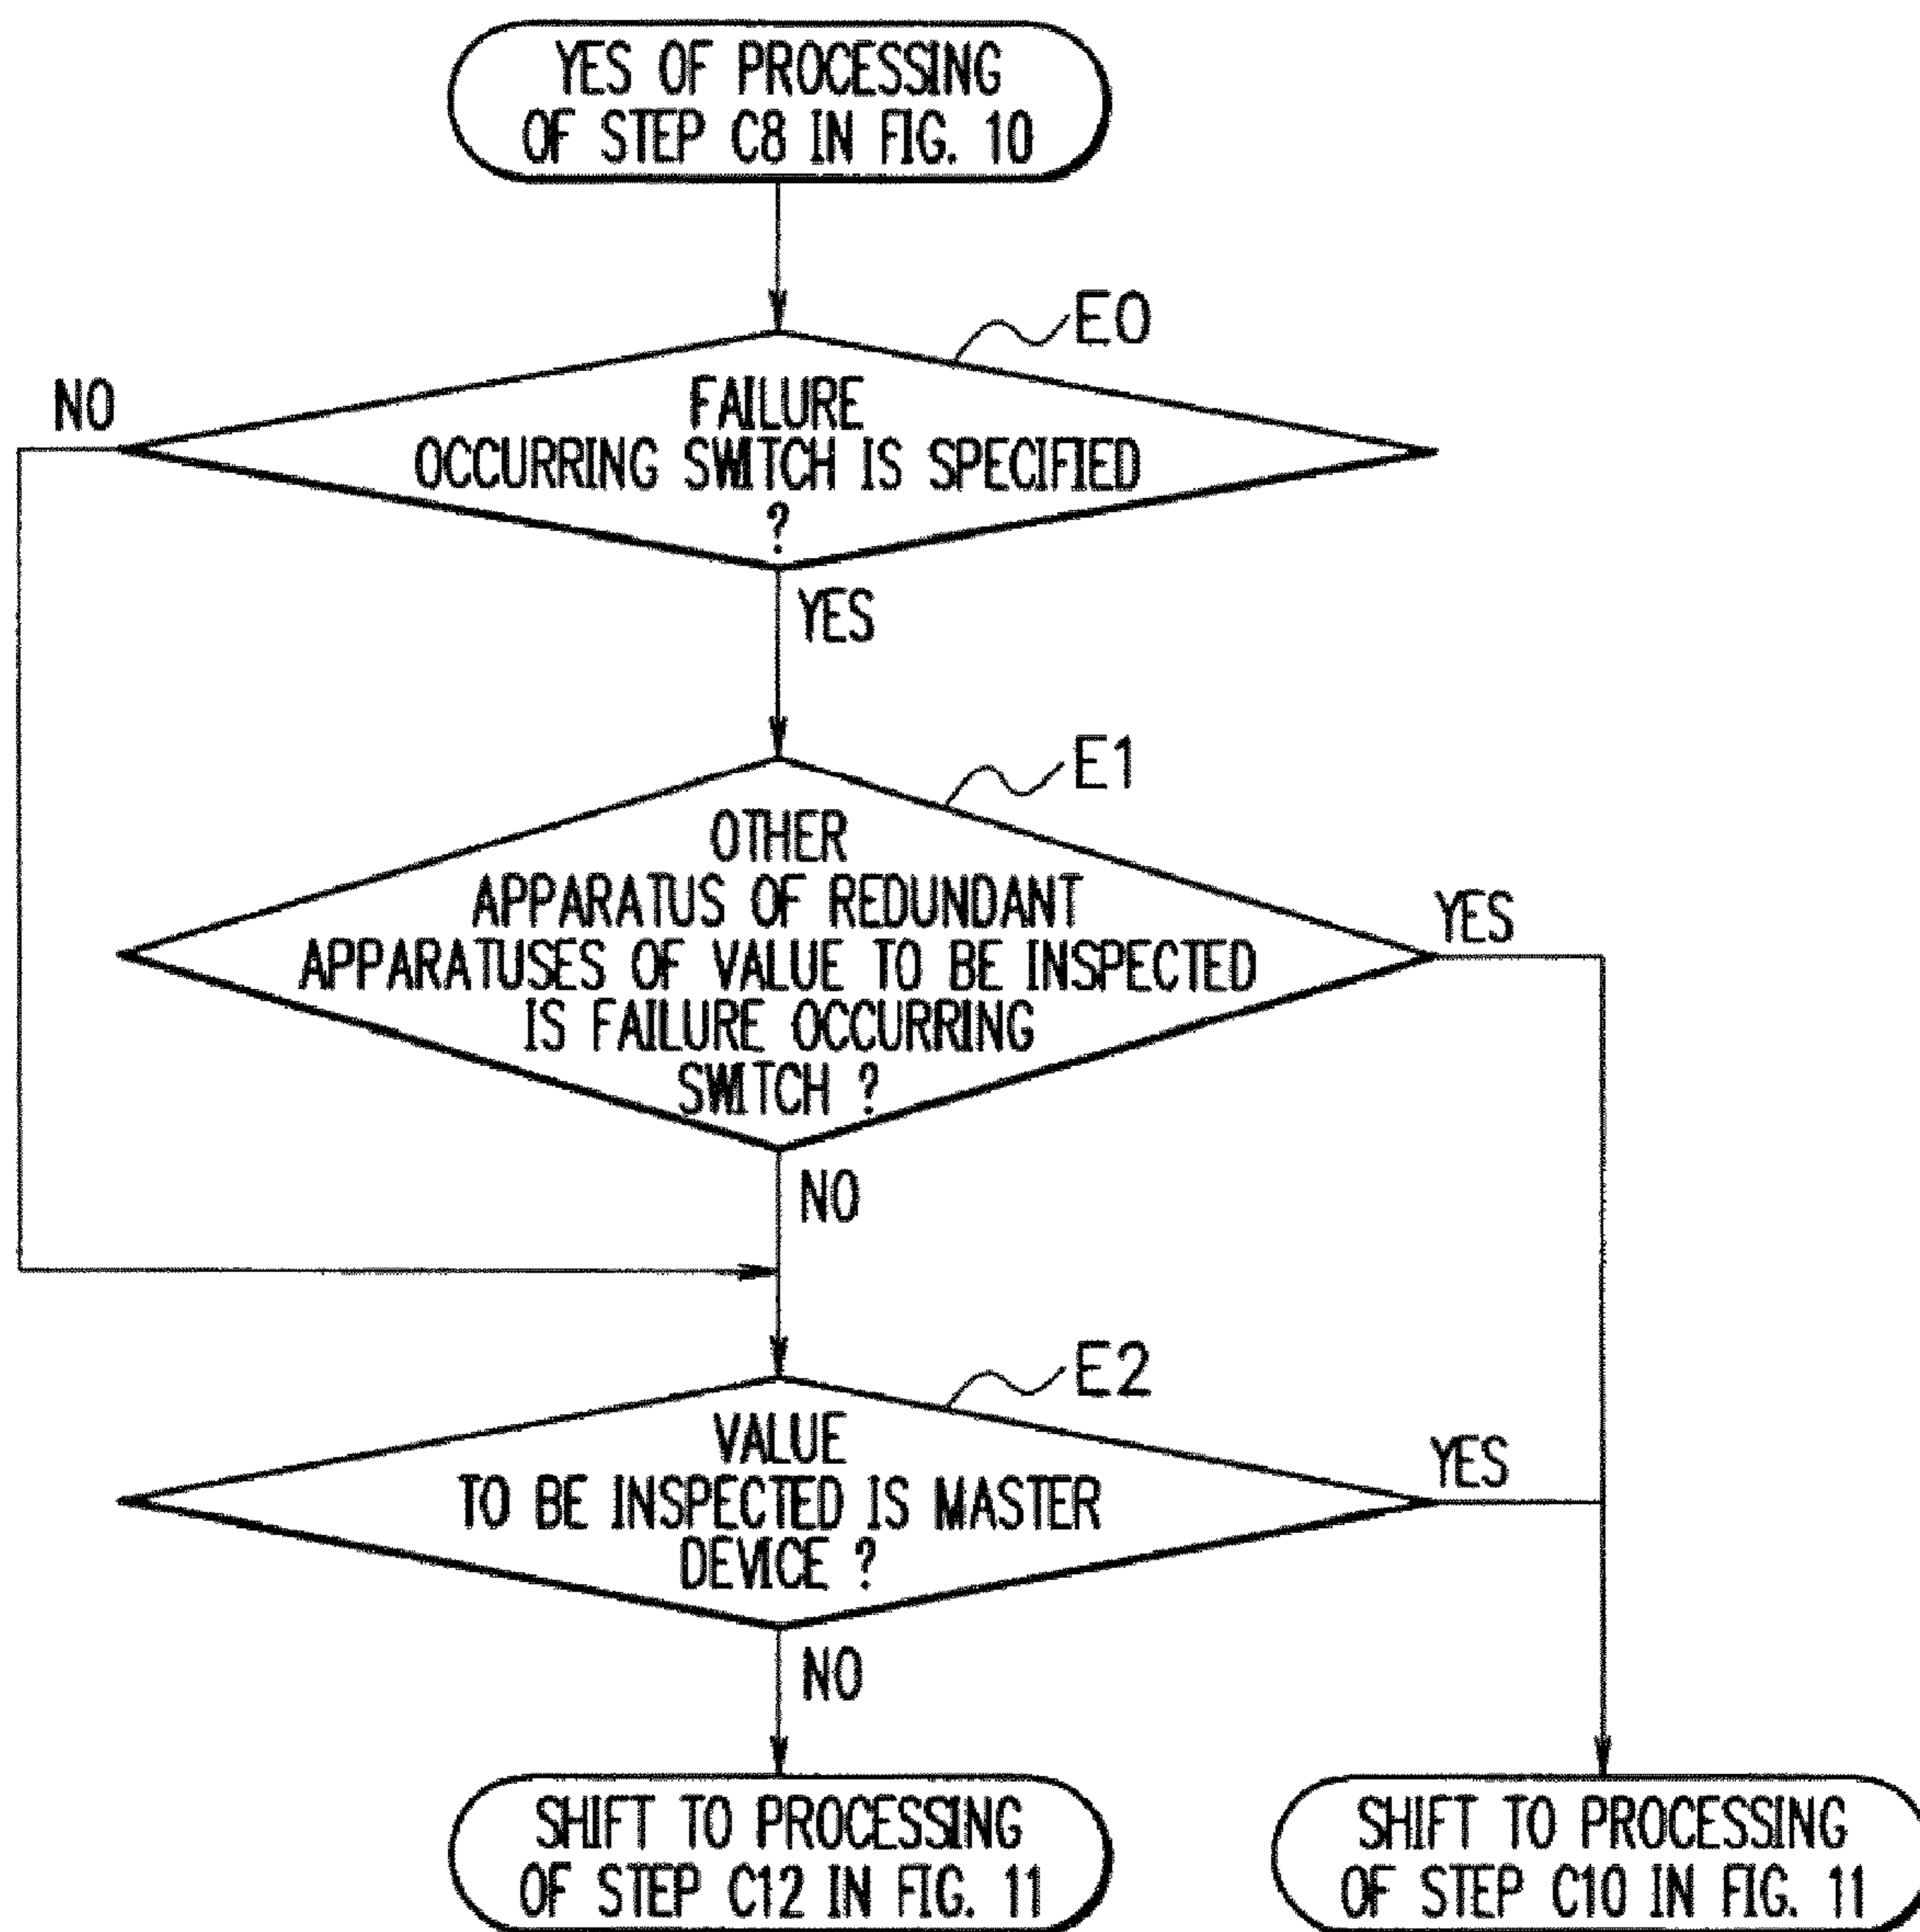 YES OF PROCESSING
OF STEP C8 IN FIG. 10
E0
NO
FAILURE
OCCURRING SWITCH IS SPECIFIED
?
YES
E1
OTHER
APPARATUS OF REDUNDANT
APPARATUSES OF VALUE TO BE INSPECTED
IS FAILURE OCCURRING
SWITCH ?
YES
NO
E2
VALUE
TO BE INSPECTED IS MASTER
DEVICE ?
YES
NO
SHIFT TO PROCESSING
OF STEP C12 IN FIG. 11
SHIFT TO PROCESSING
OF STEP C10 IN FIG. 11